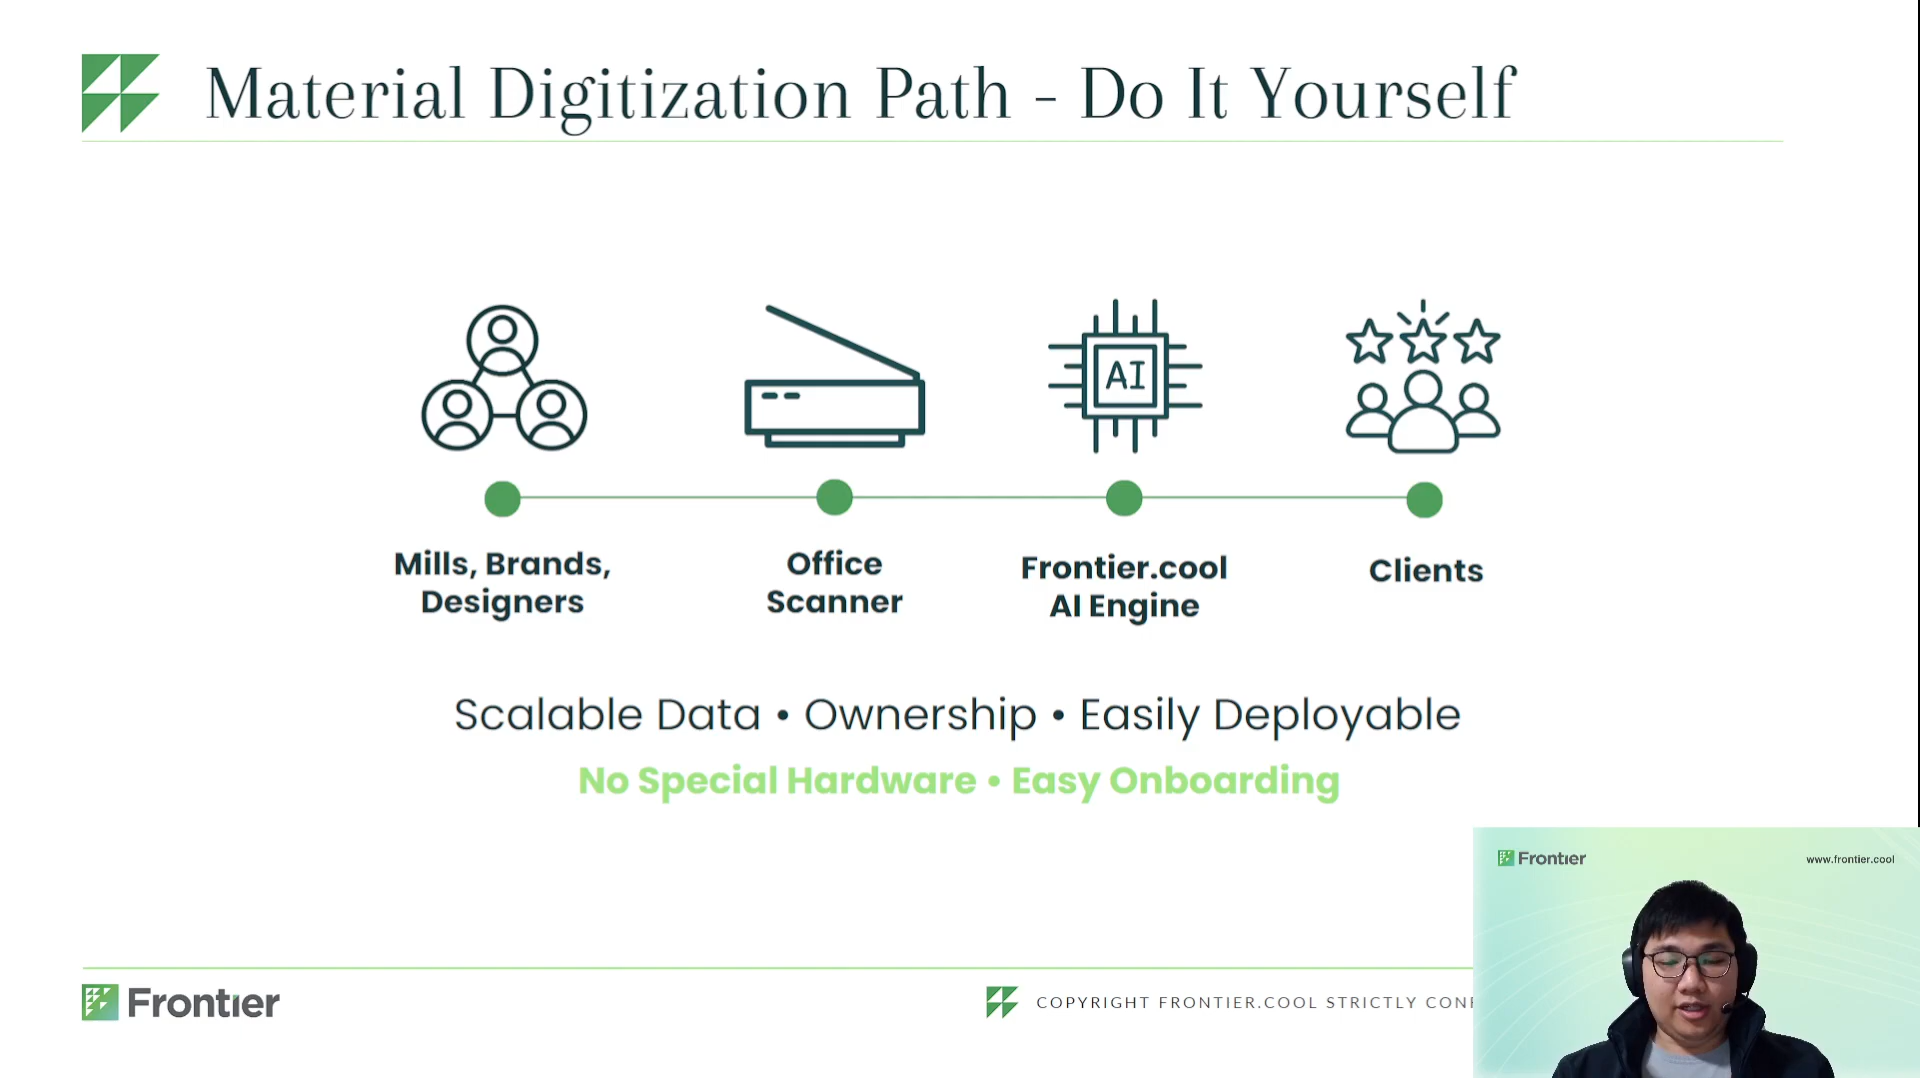 Material Digitization Path - Do It Yourself
AI
Mills, Brands,
Designers
Office
Scanner
Frontier.cool
AI Engine
Clients
Scalable Data • Ownership • Easily Deployable
No Special Hardware • Easy Onboarding
Frontier
www.frontier.cool
Frontier
COPYRIGHT FRONTIER.COOL STRICTLY